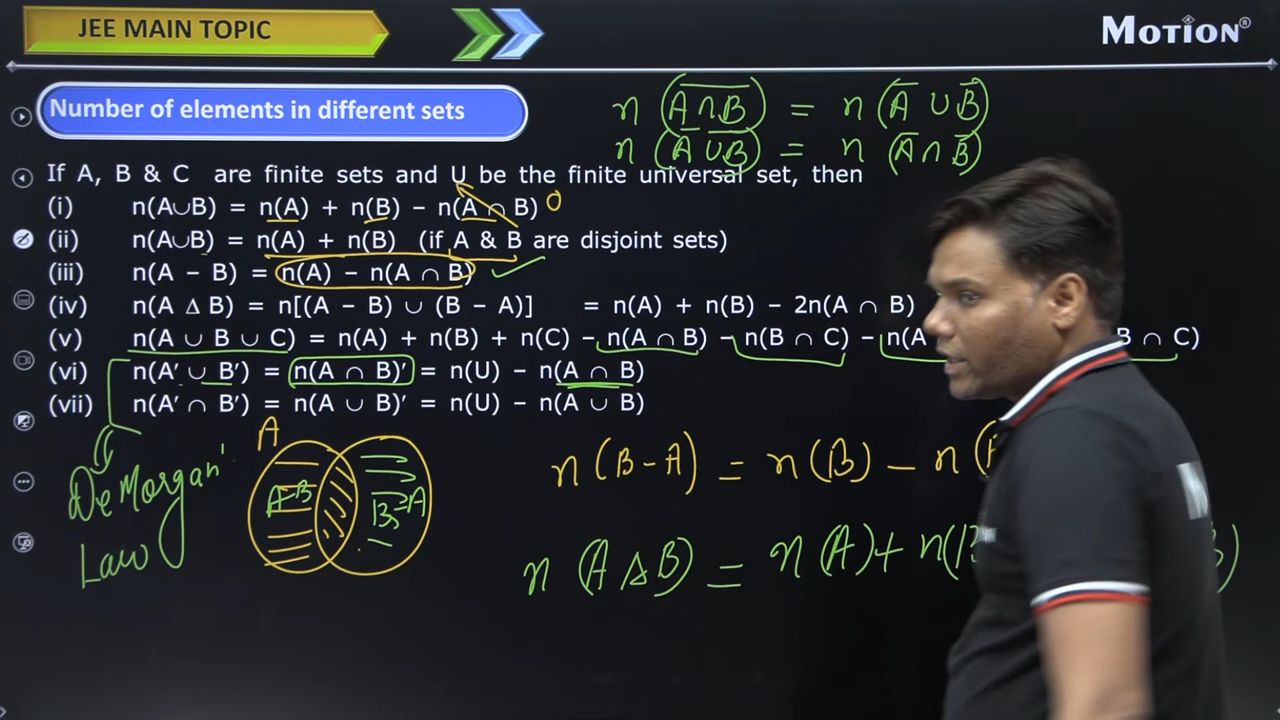 JEE MAIN TOPIC
MOTION®
Number of elements in different sets
n (A̅∩̅B̅) = n (A̅ ∪ B̅)
n (A̅ ∪̅B̅) = n (A̅ ∩ B̅)
If A, B & C are finite sets and U be the finite universal set, then
(i) n(A∪B) = n(A) + n(B) − n(A ∩ B) 0
(ii) n(A∪B) = n(A) + n(B) (if A & B are disjoint sets)
(iii) n(A − B) = n(A) − n(A ∩ B)
(iv) n(A Δ B) = n[(A − B) ∪ (B − A)] = n(A) + n(B) − 2n(A ∩ B)
(v) n(A ∪ B ∪ C) = n(A) + n(B) + n(C) − n(A ∩ B) − n(B ∩ C) − n(A B ∩ C)
(vi) n(A′ ∪ B′) = n(A ∩ B)′ = n(U) − n(A ∩ B)
(vii) n(A′ ∩ B′) = n(A ∪ B)′ = n(U) − n(A ∪ B)
A
De Morgan'
Law
A−B
B−A
n (B−A) = n (B) − n (
n (A Δ B) = n (A) + n(B B)